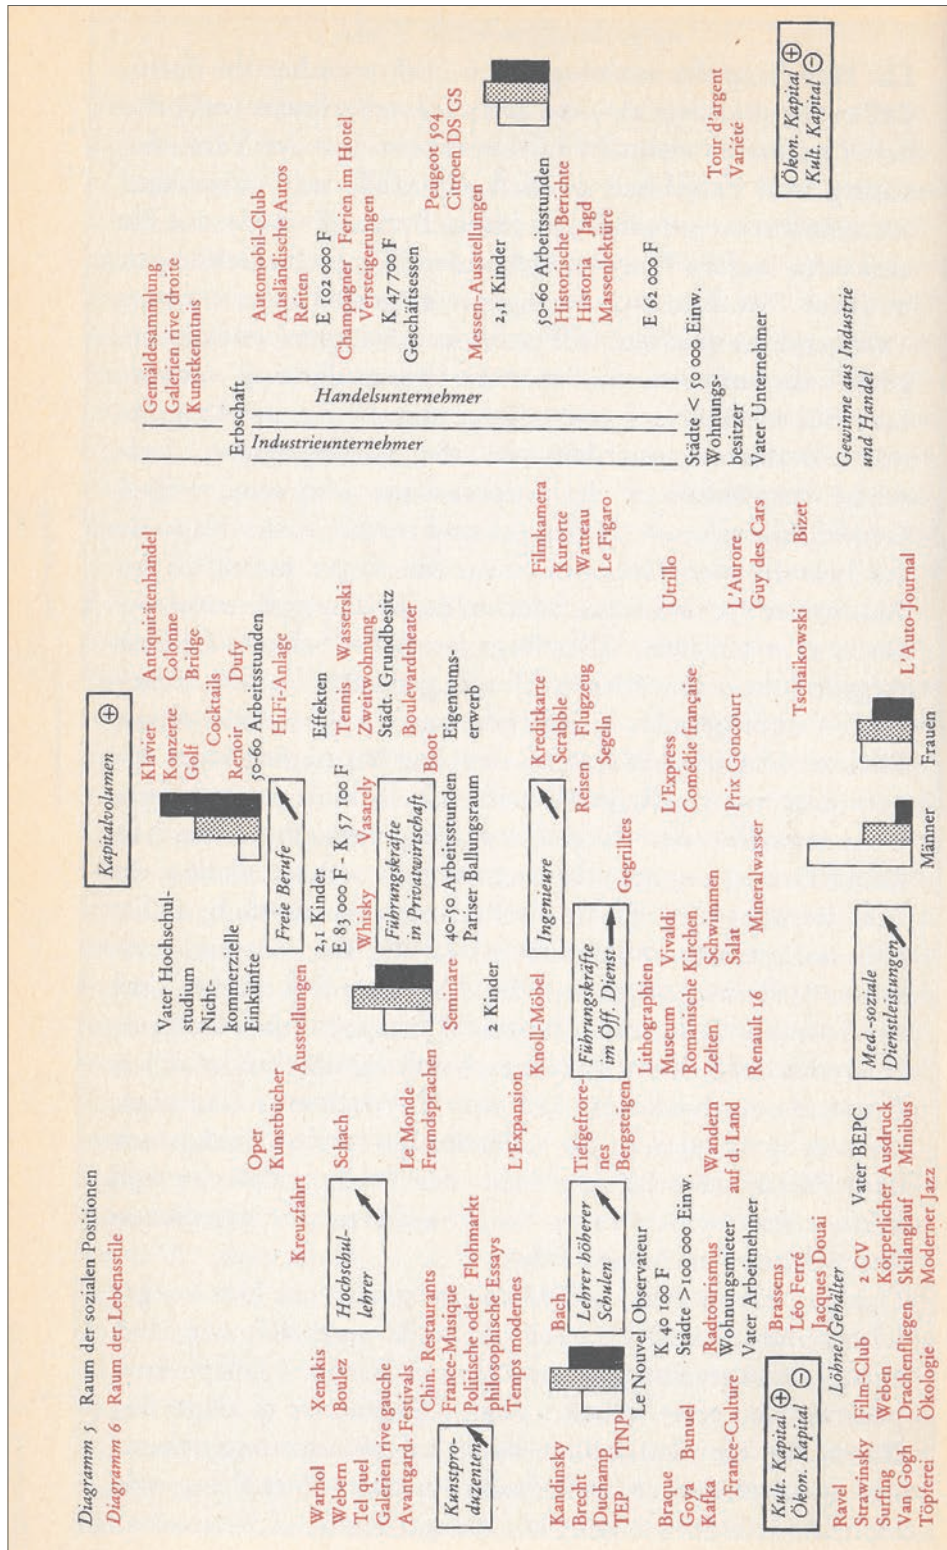 Diagramm 5 Raum der sozialen Positionen
Diagramm 6 Raum der Lebensstile
Kapitalvolumen ⊕
Klavier
Konzerte
Golf
Cocktails
Renoir Dufy
50-60 Arbeitsstunden
HiFi-Anlage
Antiquitätenhandel
Colonne
Bridge
Gemäldesammlung
Galerien rive droite
Kunstkenntnis
Erbschaft
Industrieunternehmer
Handelsunternehmer
Vater Hochschul-
studium
Nicht-
kommerzielle
Einkünfte
Oper
Kunstbücher
Ausstellungen
Kreuzfahrt
Freie Berufe
2,1 Kinder
E 83 000 F - K 57 100 F
Effekten
Whisky Vasarely
Tennis Wasserski
Zweitwohnung
Städt. Grundbesitz
Boulevardtheater
Boot
Automobil-Club
Ausländische Autos
Reiten
E 102 000 F
Champagner Ferien im Hotel
Versteigerungen
K 47 700 F
Geschäftsessen
Peugeot 504
Citroen DS GS
Messen-Ausstellungen
2,1 Kinder
50-60 Arbeitsstunden
Historische Berichte
Historia Jagd
Massenlektüre
E 62 000 F
Warhol Xenakis
Webern Boulez
Tel quel
Galerien rive gauche
Avantgard. Festivals
Hochschul-
lehrer
Schach
Le Monde
Fremdsprachen
Führungskräfte
in Privatwirtschaft
Seminare
2 Kinder
40-50 Arbeitsstunden
Pariser Ballungsraum
Eigentums-
erwerb
Chin. Restaurants
France-Musique
Politische oder Flohmarkt
philosophische Essays
Temps modernes
Kunstpro-
duzenten
L'Expansion
Knoll-Möbel
Ingenieure
Kreditkarte
Scrabble
Reisen Flugzeug
Segeln
Filmkamera
Kurorte
Watteau
Le Figaro
Kandinsky
Brecht
Duchamp
TEP TNP
Bach
Lehrer höherer
Schulen
Tiefgefrore-
nes
Bergsteigen
Führungskräfte
im Öff. Dienst
Gegrilltes
Le Nouvel Observateur
K 40 100 F
Städte > 100 000 Einw.
Radtourismus
Wohnungsmieter
Vater Arbeitnehmer
Wandern
auf d. Land
Lithographien
Museum Vivaldi
Romanische Kirchen
Zelten Schwimmen
Salat
Renault 16 Mineralwasser
L'Express
Comédie française
Prix Goncourt
Utrillo
L'Aurore
Guy des Cars
Tschaikowski Bizet
Städte < 50 000 Einw.
Wohnungs-
besitzer
Vater Unternehmer
Tour d'argent
Variété
Braque
Goya Bunuel
Kafka
France-Culture
Kult. Kapital ⊕
Ökon. Kapital ⊖
Brassens
Léo Ferré
Jacques Douai
Löhne/Gehälter
Gewinne aus Industrie
und Handel
Ökon. Kapital ⊕
Kult. Kapital ⊖
Ravel
Strawinsky
Surfing
Van Gogh
Töpferei
Film-Club
Weben
Drachenfliegen
Ökologie
2 CV Vater BEPC
Körperlicher Ausdruck
Skilanglauf Minibus
Moderner Jazz
Med.-soziale
Dienstleistungen
Männer
Frauen
L'Auto-Journal